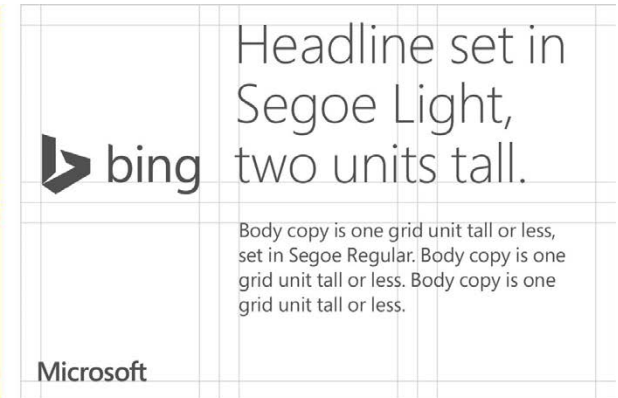 Headline set in
Segoe Light,
two units tall.
bing
Body copy is one grid unit tall or less,
set in Segoe Regular. Body copy is one
grid unit tall or less. Body copy is one
grid unit tall or less.
Microsoft